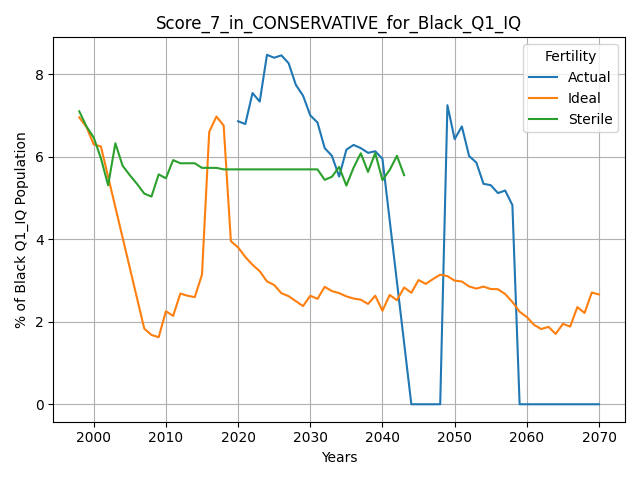 Score_7_in_CONSERVATIVE_for_Black_Q1_IQ
Fertility
Actual
Ideal
Sterile
% of Black Q1_IQ Population
8
6
4
2
0
2000 2010 2020 2030 2040 2050 2060 2070
Years